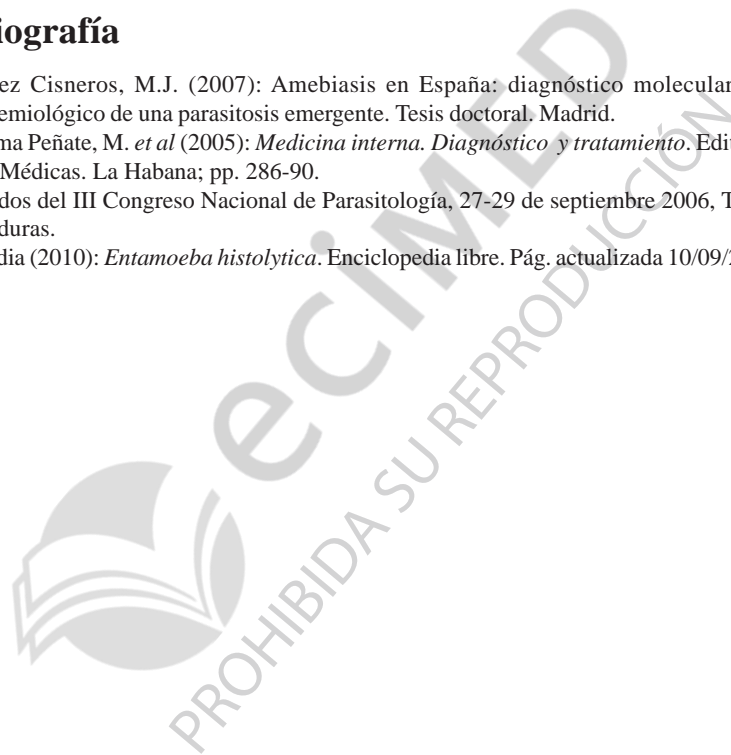 iografía
ez Cisneros, M.J. (2007): Amebiasis en España: diagnóstico molecular
emiológico de una parasitosis emergente. Tesis doctoral. Madrid.
ma Peñate, M. et al (2005): Medicina interna. Diagnóstico y tratamiento. Edit
Médicas. La Habana; pp. 286-90.
dos del III Congreso Nacional de Parasitología, 27-29 de septiembre 2006, T
duras.
dia (2010): Entamoeba histolytica. Enciclopedia libre. Pág. actualizada 10/09/2
eciMED
PROHIBIDA SU REPRODUCCIÓN